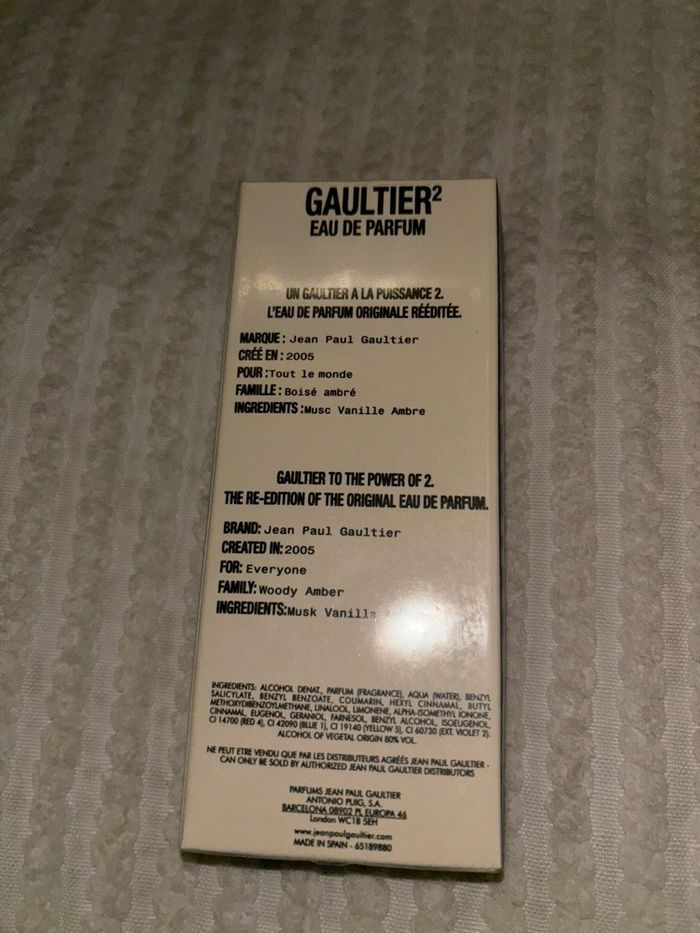 GAULTIER²
EAU DE PARFUM
UN GAULTIER A LA PUISSANCE 2.
L'EAU DE PARFUM ORIGINALE RÉÉDITÉE.
MARQUE : Jean Paul Gaultier
CRÉÉ EN : 2005
POUR :Tout le monde
FAMILLE : Boisé ambré
INGREDIENTS :Musc Vanille Ambre
GAULTIER TO THE POWER OF 2.
THE RE-EDITION OF THE ORIGINAL EAU DE PARFUM.
BRAND: Jean Paul Gaultier
CREATED IN: 2005
FOR: Everyone
FAMILY: Woody Amber
INGREDIENTS:Musk Vanilla
INGREDIENTS: ALCOHOL DENAT., PARFUM (FRAGRANCE), AQUA (WATER), BENZYL
SALICYLATE, BENZYL BENZOATE, COUMARIN, HEXYL CINNAMAL, BUTYL
METHOXYDIBENZOYLMETHANE, LINALOOL, LIMONENE, ALPHA-ISOMETHYL IONONE,
CINNAMAL, EUGENOL, GERANIOL, FARNESOL, BENZYL ALCOHOL, ISOEUGENOL,
CI 14700 (RED 4), CI 42090 (BLUE 1), CI 19140 (YELLOW 5), CI 60730 (EXT. VIOLET 2).
ALCOHOL OF VEGETAL ORIGIN 80% VOL.
NE PEUT ETRE VENDU QUE PAR LES DISTRIBUTEURS AGRÉÉS JEAN PAUL GAULTIER -
CAN ONLY BE SOLD BY AUTHORIZED JEAN PAUL GAULTIER DISTRIBUTORS
PARFUMS JEAN PAUL GAULTIER
ANTONIO PUIG, S.A.
BARCELONA 08902 PL EUROPA 46
London WC1B 5EH
www.jeanpaulgaultier.com
MADE IN SPAIN - 65189880